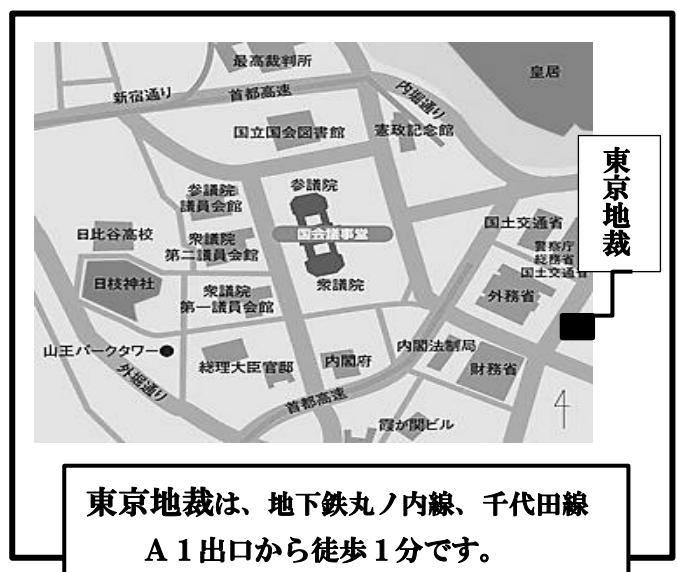 最高裁判所
皇居
新宿通り
首都高速
内堀通り
国立国会図書館
憲政記念館
東京地裁
参議院
議員会館
参議院
国土交通省
日比谷高校
衆議院
第二議員会館
国会議事堂
警察庁
総務省
国土交通省
日枝神社
衆議院
第一議員会館
衆議院
外務省
山王パークタワー
総理大臣官邸
内閣府
内閣法制局
財務省
外堀通り
首都高速
霞が関ビル
4
東京地裁は、地下鉄丸ノ内線、千代田線
A1出口から徒歩1分です。